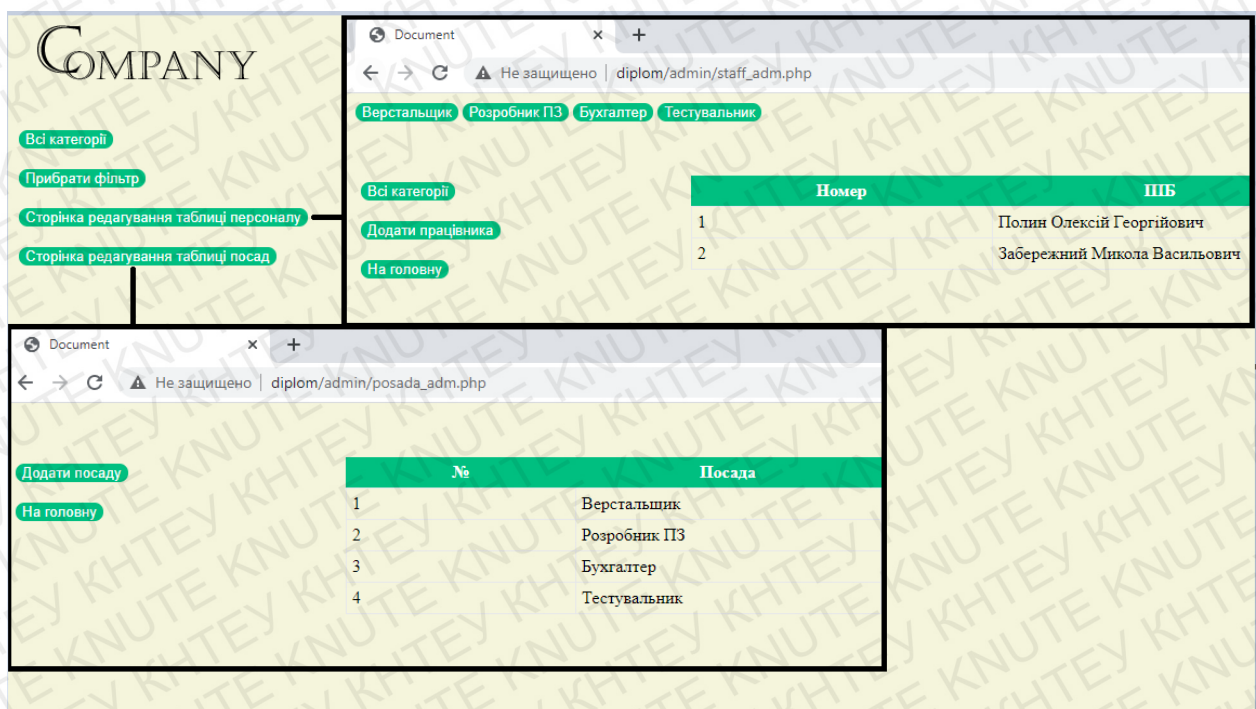 COMPANY
Всі категорії
Прибрати фільтр
Сторінка редагування таблиці персоналу
Сторінка редагування таблиці посад
Document
Не защищено | diplom/admin/staff_adm.php
Верстальщик Розробник ПЗ Бухгалтер Тестувальник
Всі категорії
Додати працівника
На головну
Номер ПІБ
1 Полин Олексій Георгійович
2 Забережний Микола Васильович
Document
Не защищено | diplom/admin/posada_adm.php
Додати посаду
На головну
№ Посада
1 Верстальщик
2 Розробник ПЗ
3 Бухгалтер
4 Тестувальник
КНТЕУ KNUTE